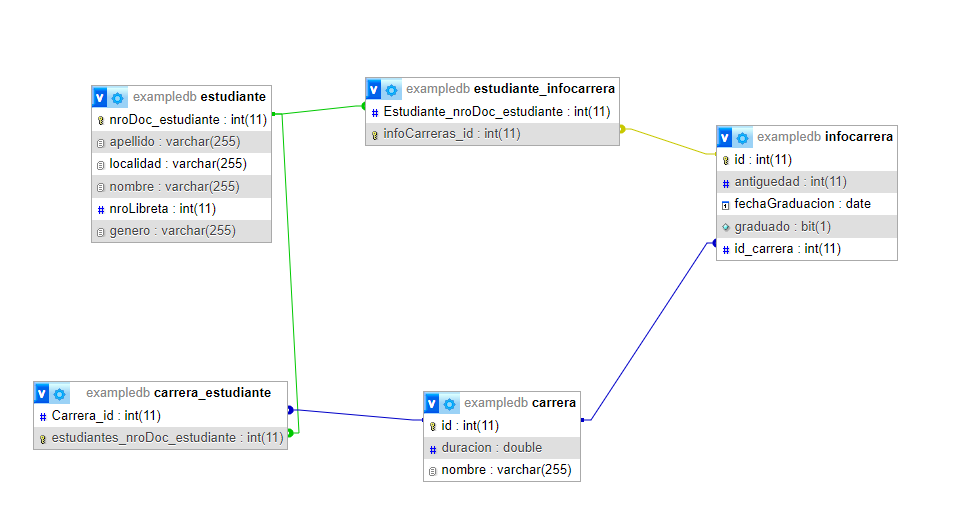 v exampledb estudiante
nroDoc_estudiante : int(11)
apellido : varchar(255)
localidad : varchar(255)
nombre : varchar(255)
# nroLibreta : int(11)
genero : varchar(255)
v exampledb estudiante_infocarrera
# Estudiante_nroDoc_estudiante : int(11)
infoCarreras_id : int(11)
v exampledb infocarrera
id : int(11)
# antiguedad : int(11)
fechaGraduacion : date
graduado : bit(1)
# id_carrera : int(11)
v exampledb carrera_estudiante
# Carrera_id : int(11)
estudiantes_nroDoc_estudiante : int(11)
v exampledb carrera
id : int(11)
# duracion : double
nombre : varchar(255)